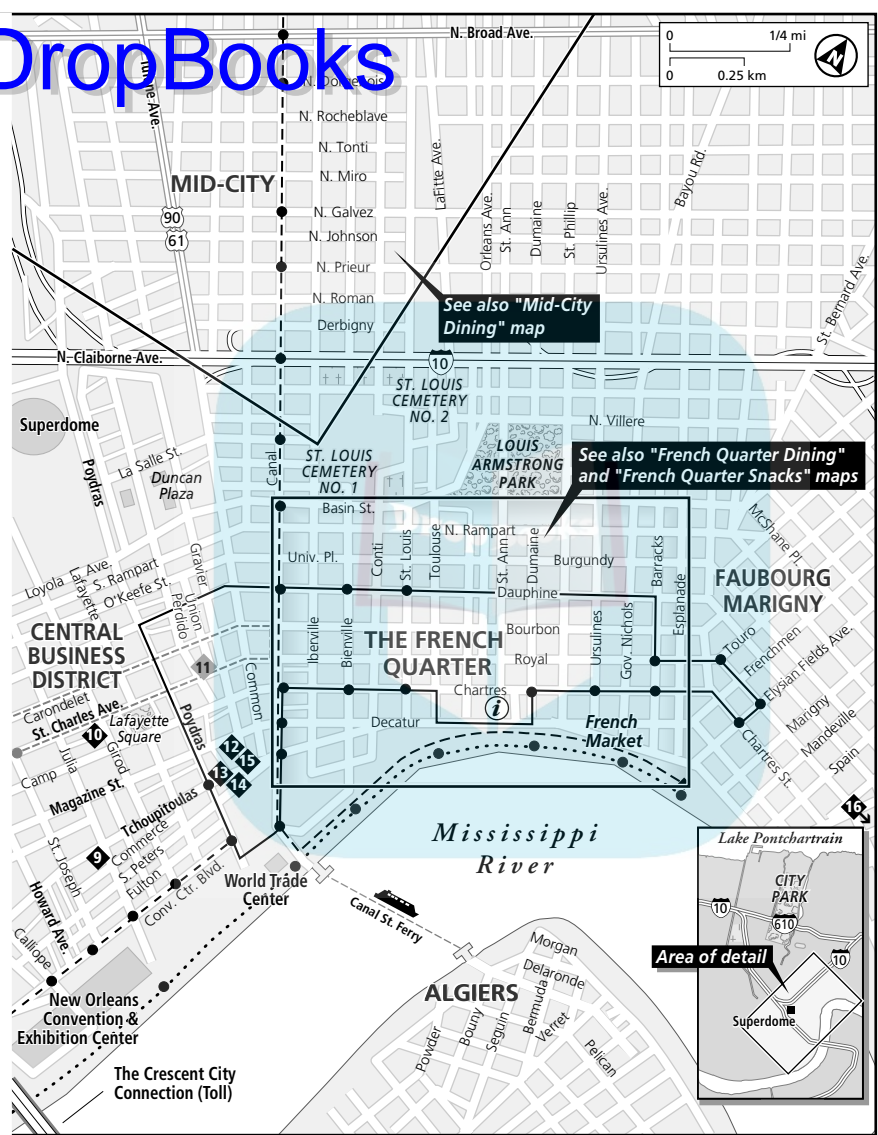 DropBooks
N. Broad Ave.
0 1/4 mi
0 0.25 km
N
Tulane Ave.
N. Dorgenois
N. Rocheblave
N. Tonti
N. Miro
MID-CITY
N. Galvez
N. Johnson
N. Prieur
N. Roman
Derbigny
90
61
LaFitte Ave.
Orleans Ave.
St. Ann
Dumaine
St. Phillip
Ursulines Ave.
Bayou Rd.
St. Bernard Ave.
See also "Mid-City
Dining" map
N. Claiborne Ave.
10
ST. LOUIS
CEMETERY
NO. 2
N. Villere
Superdome
Poydras
La Salle St.
Duncan
Plaza
Canal
ST. LOUIS
CEMETERY
NO. 1
LOUIS
ARMSTRONG
PARK
See also "French Quarter Dining"
and "French Quarter Snacks" maps
Basin St.
N. Rampart
Univ. Pl.
Conti
St. Louis
Toulouse
St. Ann
Dumaine
Burgundy
Barracks
Esplanade
McShane Pl.
Dauphine
FAUBOURG
MARIGNY
Loyola Ave.
Lafayette
S. Rampart
O'Keefe St.
Gravier
Union
Perdido
CENTRAL
BUSINESS
DISTRICT
11
Common
Iberville
Bienville
THE FRENCH
QUARTER
Bourbon
Royal
Ursulines
Gov. Nichols
Touro
Frenchmen
Elysian Fields Ave.
Marigny
Mandeville
Spain
Chartres St.
Chartres
i
Decatur
French
Market
Carondelet
St. Charles Ave.
10
Lafayette
Square
Poydras
12
15
13
14
Julia
Girod
Camp
Magazine St.
Tchoupitoulas
Commerce
S. Peters
Fulton
9
St. Joseph
Howard Ave.
Calliope
Conv. Ctr. Blvd.
World Trade
Center
Mississippi
River
Canal St. Ferry
16
Lake Pontchartrain
CITY
PARK
10
610
10
Area of detail
Superdome
ALGIERS
Morgan
Delaronde
Powder
Bouny
Seguin
Bermuda
Verret
Pelican
New Orleans
Convention &
Exhibition Center
The Crescent City
Connection (Toll)